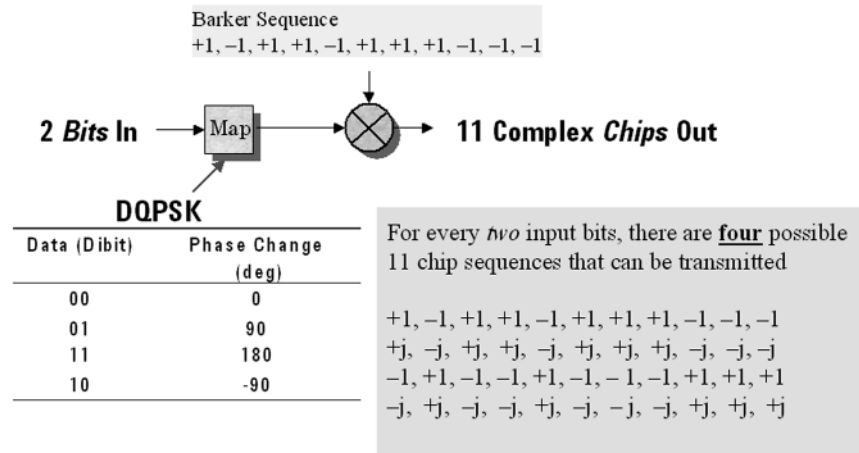 Barker Sequence
+1, –1, +1, +1, –1, +1, +1, +1, –1, –1, –1
2 Bits In
Map
11 Complex Chips Out
DQPSK
Data (Dibit) Phase Change
(deg)
00 0
01 90
11 180
10 -90
For every two input bits, there are four possible
11 chip sequences that can be transmitted
+1, –1, +1, +1, –1, +1, +1, +1, –1, –1, –1
+j, –j, +j, +j, –j, +j, +j, +j, –j, –j, –j
–1, +1, –1, –1, +1, –1, – 1, –1, +1, +1, +1
–j, +j, –j, –j, +j, –j, – j, –j, +j, +j, +j